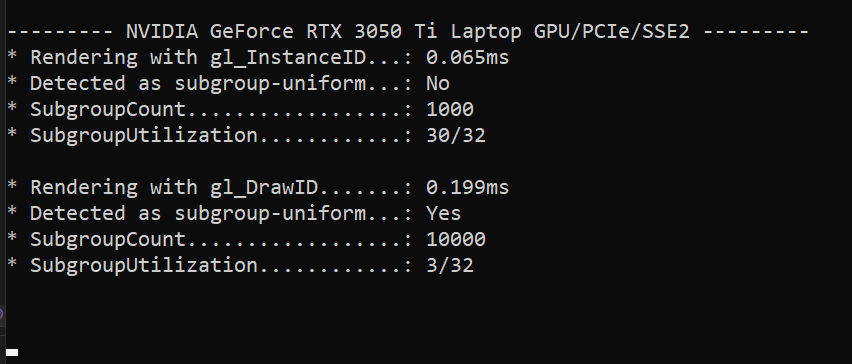 --------- NVIDIA GeForce RTX 3050 Ti Laptop GPU/PCIe/SSE2 ---------
* Rendering with gl_InstanceID...: 0.065ms
* Detected as subgroup-uniform...: No
* SubgroupCount..................: 1000
* SubgroupUtilization............: 30/32
* Rendering with gl_DrawID.......: 0.199ms
* Detected as subgroup-uniform...: Yes
* SubgroupCount..................: 10000
* SubgroupUtilization............: 3/32